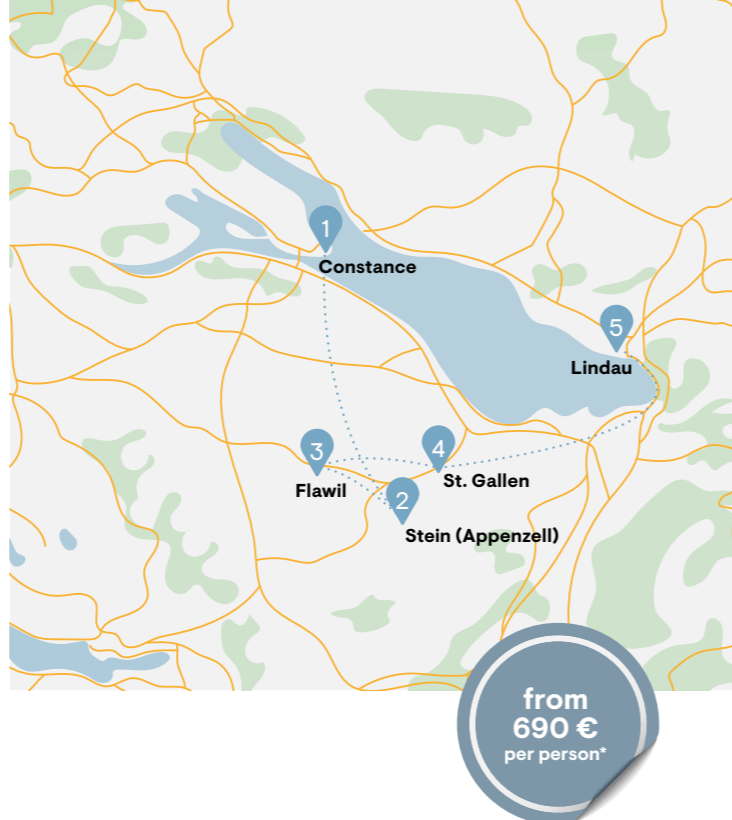 1
Constance
5
Lindau
3
Flawil
4
St. Gallen
2
Stein (Appenzell)
from
690 €
per person*